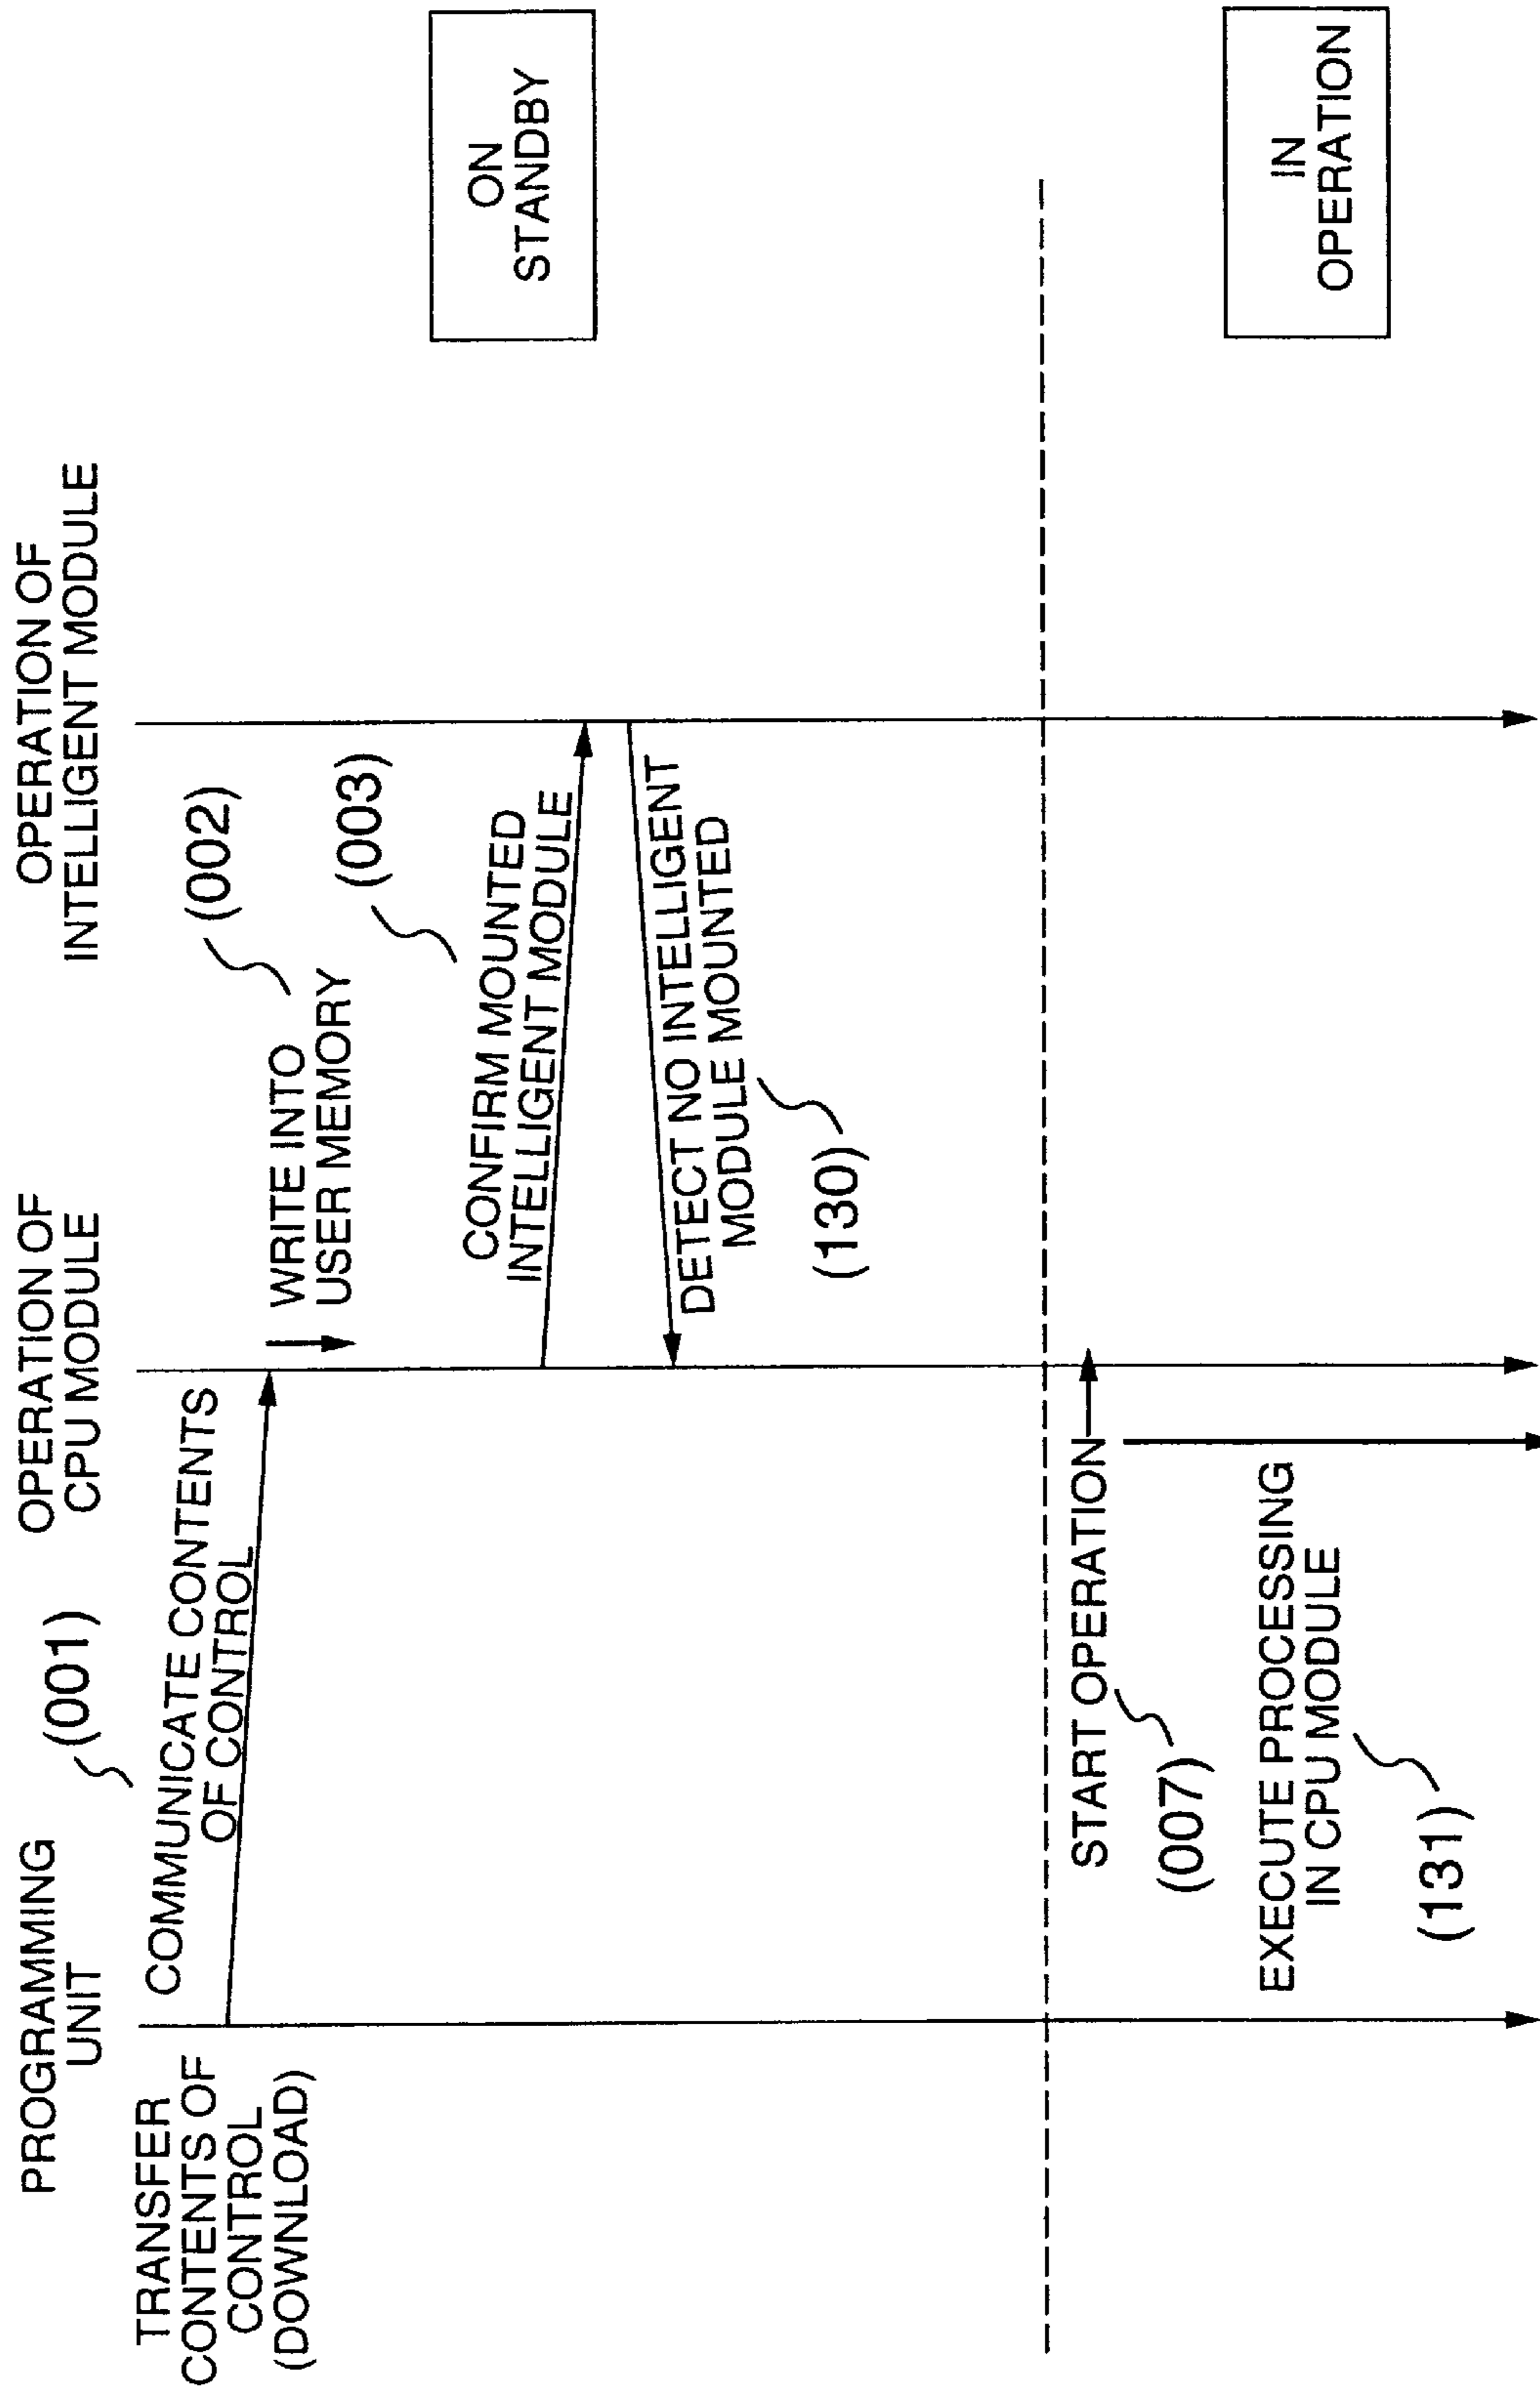 PROGRAMMING
UNIT
OPERATION OF
CPU MODULE
OPERATION OF
INTELLIGENT MODULE
TRANSFER
CONTENTS OF
CONTROL
(DOWNLOAD)
(001)
COMMUNICATE CONTENTS
OF CONTROL
WRITE INTO
USER MEMORY
(002)
CONFIRM MOUNTED
INTELLIGENT MODULE
(003)
DETECT NO INTELLIGENT
MODULE MOUNTED
(130)
ON
STANDBY
START OPERATION
(007)
EXECUTE PROCESSING
IN CPU MODULE
(131)
IN
OPERATION